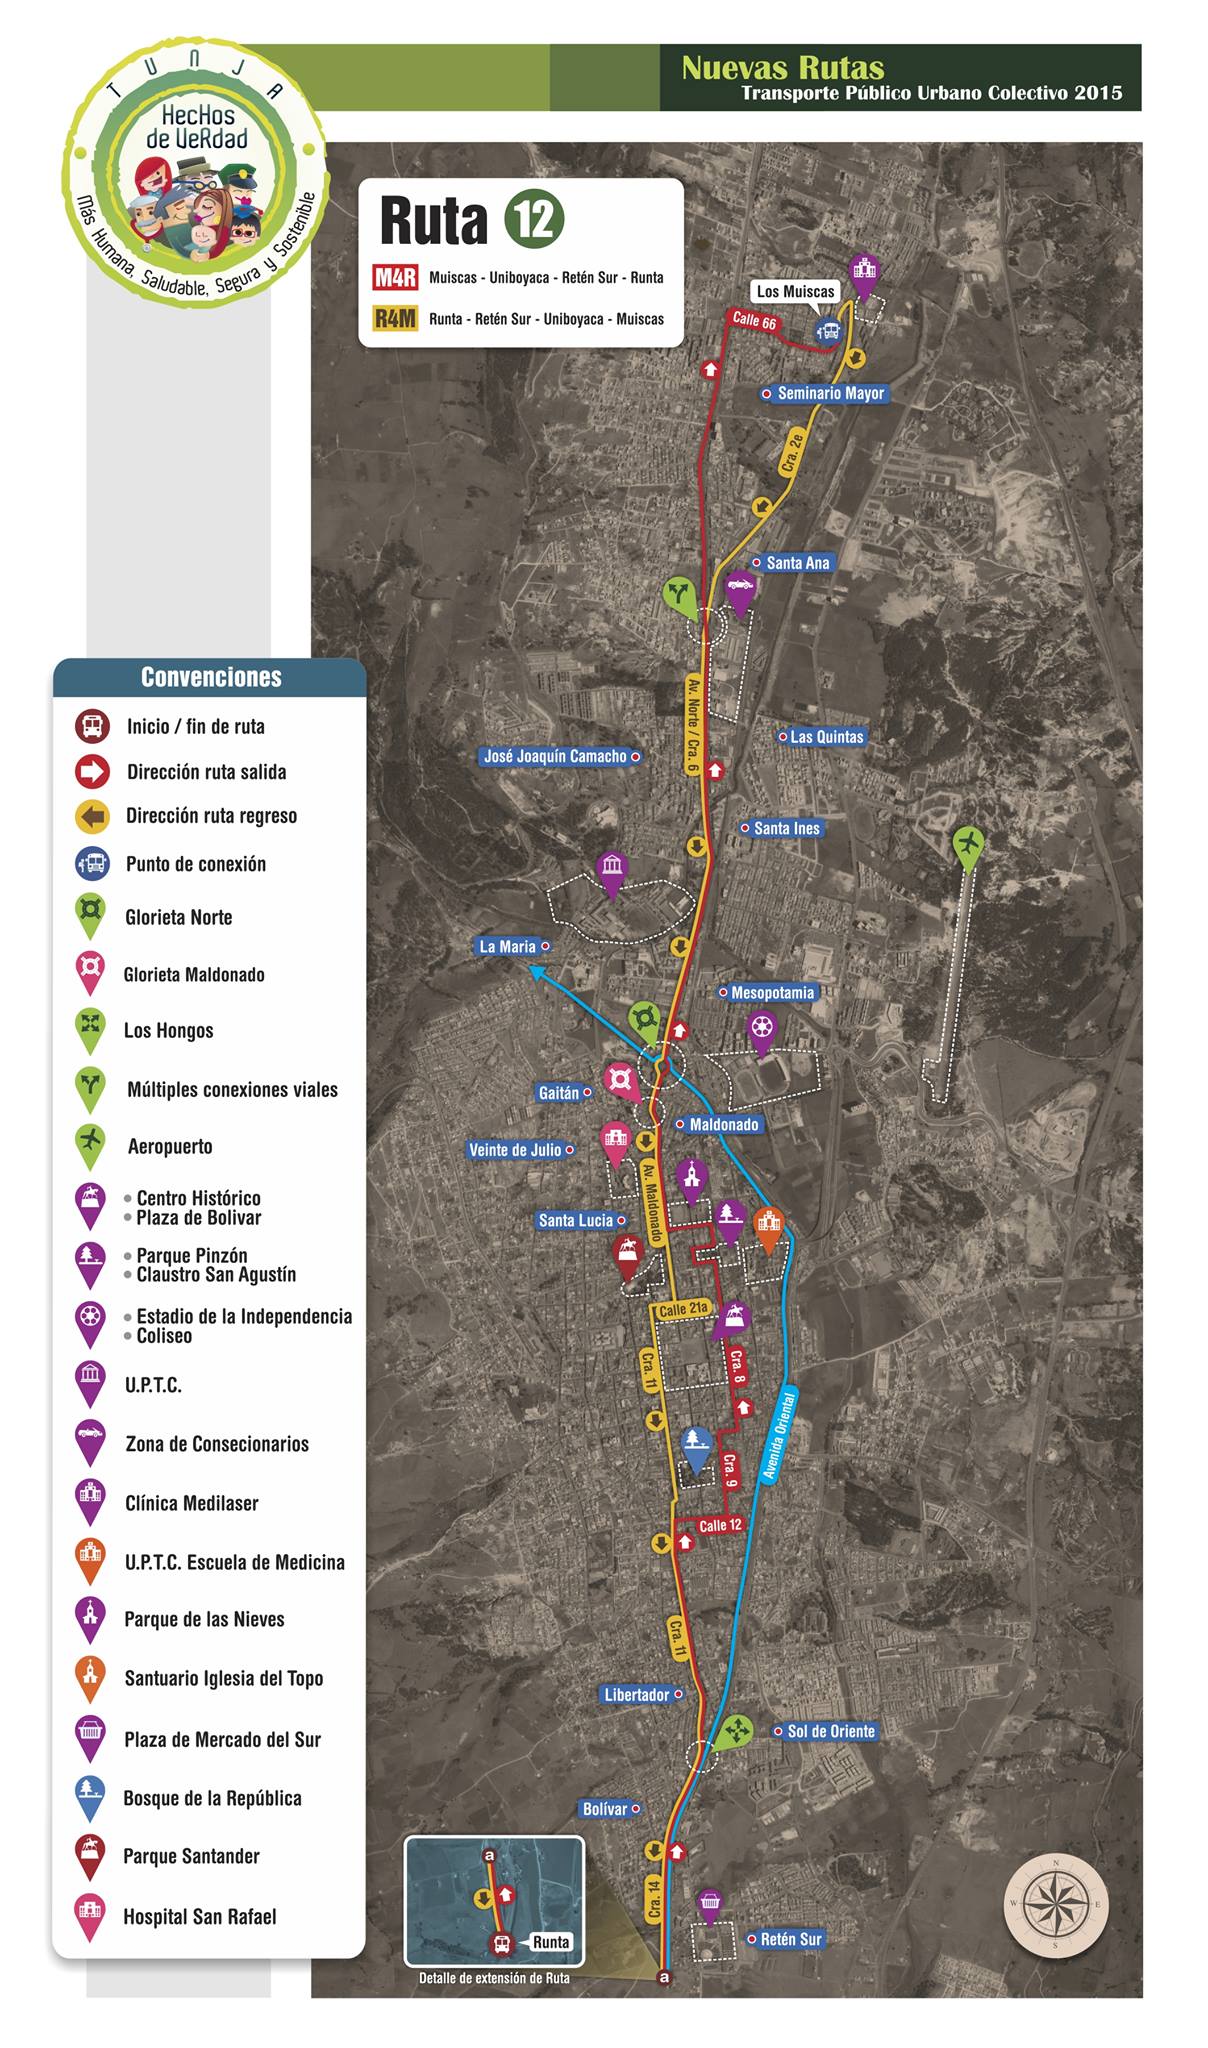 TUNJA
HecHos
de VeRdad
Más Humana, Saludable, Segura y Sostenible
Nuevas Rutas
Transporte Público Urbano Colectivo 2015
Ruta 12
M4R Muiscas - Uniboyaca - Retén Sur - Runta
R4M Runta - Retén Sur - Uniboyaca - Muiscas
Los Muiscas
Calle 66
Seminario Mayor
Cra. 2e
Santa Ana
Av. Norte / Cra. 6
Las Quintas
José Joaquín Camacho
Santa Ines
La Maria
Mesopotamia
Gaitán
Maldonado
Veinte de Julio
Av. Maldonado
Santa Lucia
Calle 21a
Cra. 11
Cra. 8
Avenida Oriental
Cra. 9
Calle 12
Cra. 11
Libertador
Sol de Oriente
Bolívar
Cra. 14
Retén Sur
a
a
Runta
Detalle de extensión de Ruta
N
W
E
S
Convenciones
Inicio / fin de ruta
Dirección ruta salida
Dirección ruta regreso
Punto de conexión
Glorieta Norte
Glorieta Maldonado
Los Hongos
Múltiples conexiones viales
Aeropuerto
• Centro Histórico
• Plaza de Bolivar
• Parque Pinzón
• Claustro San Agustín
• Estadio de la Independencia
• Coliseo
U.P.T.C.
Zona de Consecionarios
Clínica Medilaser
U.P.T.C. Escuela de Medicina
Parque de las Nieves
Santuario Iglesia del Topo
Plaza de Mercado del Sur
Bosque de la República
Parque Santander
Hospital San Rafael